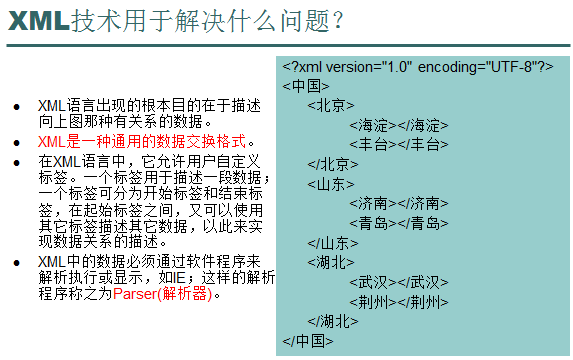 XML技术用于解决什么问题？
● XML语言出现的根本目的在于描述
向上图那种有关系的数据。
● XML是一种通用的数据交换格式。
● 在XML语言中，它允许用户自定义
标签。一个标签用于描述一段数据；
一个标签可分为开始标签和结束标
签，在起始标签之间，又可以使用
其它标签描述其它数据，以此来实
现数据关系的描述。
● XML中的数据必须通过软件程序来
解析执行或显示，如IE；这样的解析
程序称之为Parser(解析器)。
<?xml version="1.0" encoding="UTF-8"?>
<中国>
<北京>
<海淀></海淀>
<丰台></丰台>
</北京>
<山东>
<济南></济南>
<青岛></青岛>
</山东>
<湖北>
<武汉></武汉>
<荆州></荆州>
</湖北>
</中国>